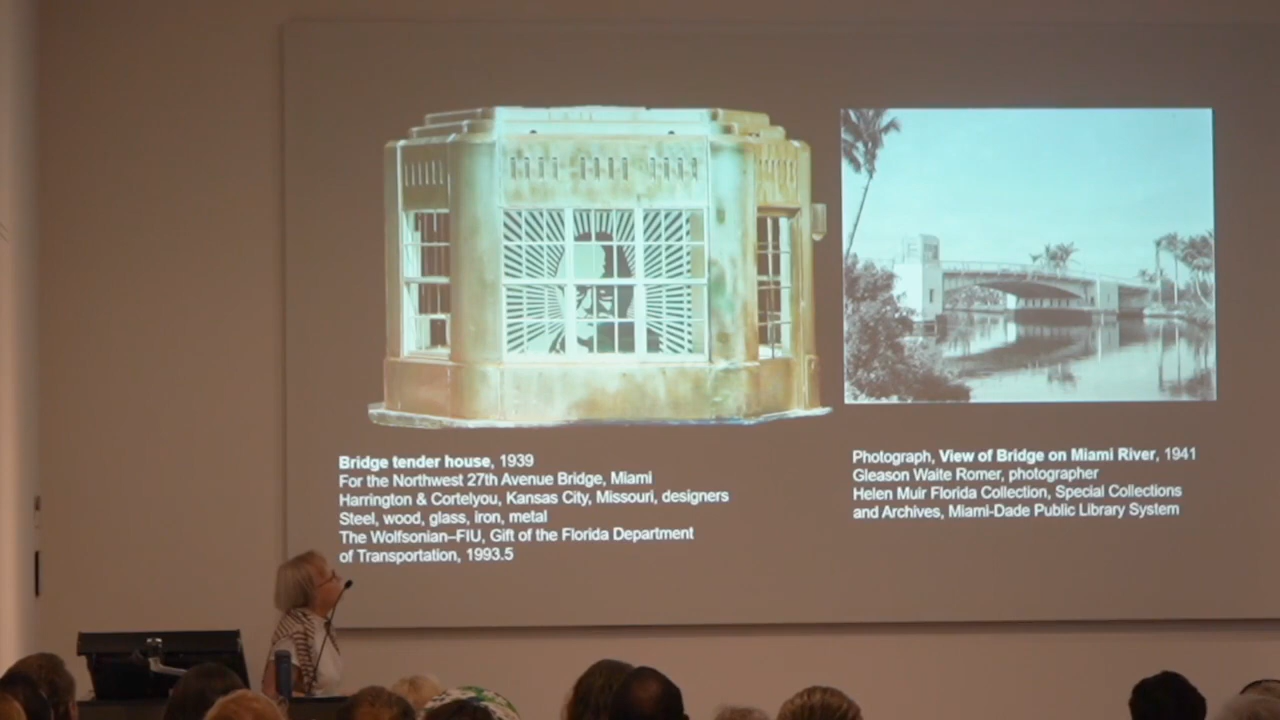 Bridge tender house, 1939
For the Northwest 27th Avenue Bridge, Miami
Harrington & Cortelyou, Kansas City, Missouri, designers
Steel, wood, glass, iron, metal
The Wolfsonian–FIU, Gift of the Florida Department
of Transportation, 1993.5
Photograph, View of Bridge on Miami River, 1941
Gleason Waite Romer, photographer
Helen Muir Florida Collection, Special Collections
and Archives, Miami-Dade Public Library System